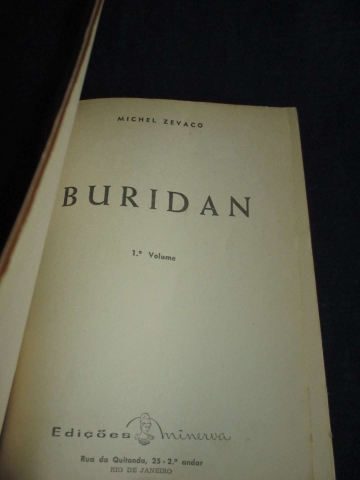 MICHEL ZEVACO
BURIDAN
1.º Volume
Edições minerva
Rua da Quitanda, 25 - 2.º andar
RIO DE JANEIRO